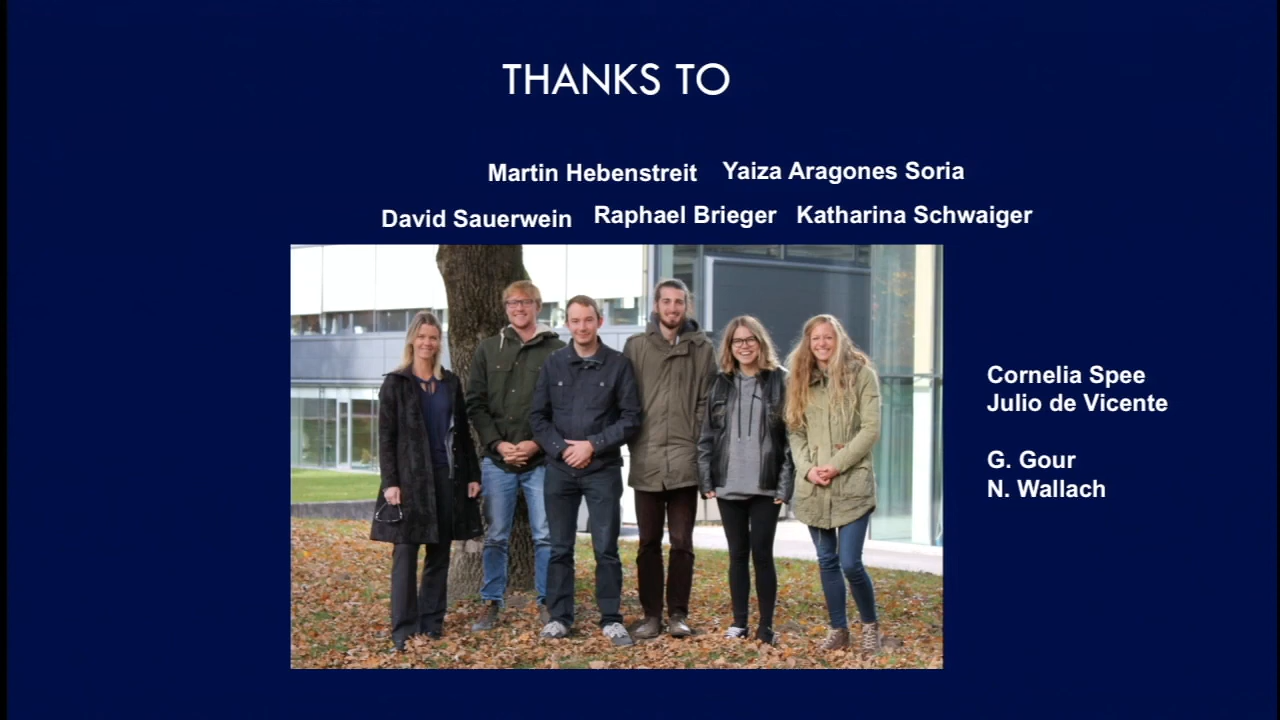 THANKS TO
Martin Hebenstreit Yaiza Aragones Soria
David Sauerwein Raphael Brieger Katharina Schwaiger
Cornelia Spee
Julio de Vicente
G. Gour
N. Wallach